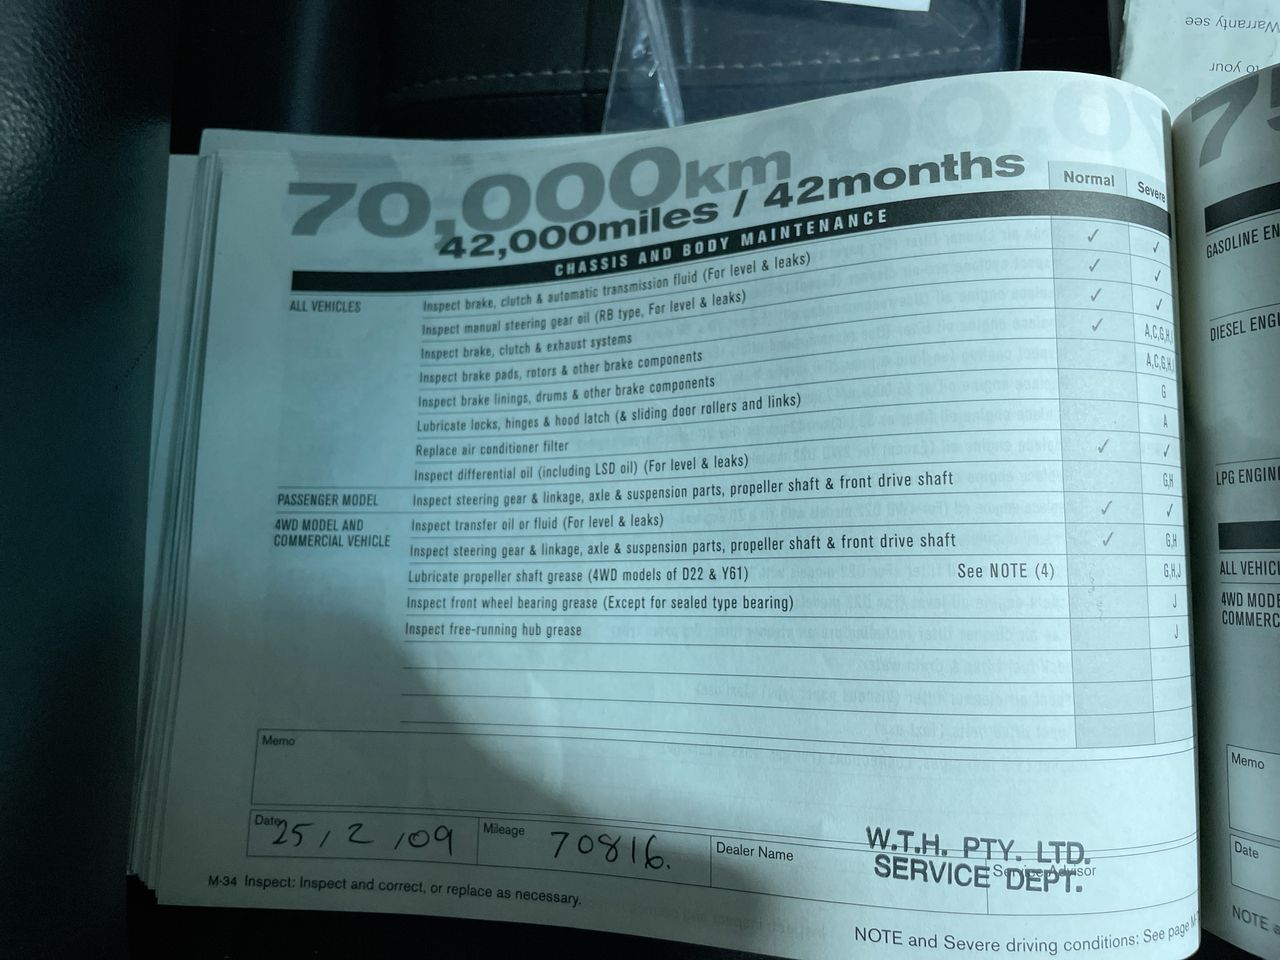 70,000km
42,000miles / 42months
Normal
Severe
CHASSIS AND BODY MAINTENANCE
ALL VEHICLES
Inspect brake, clutch & automatic transmission fluid (For level & leaks) ✓ ✓
Inspect manual steering gear oil (RB type, For level & leaks) ✓ ✓
Inspect brake, clutch & exhaust systems ✓ ✓
Inspect brake pads, rotors & other brake components ✓ A,C,G,H,
Inspect brake linings, drums & other brake components A,C,G,H,
Lubricate locks, hinges & hood latch (& sliding door rollers and links) G
Replace air conditioner filter A
Inspect differential oil (including LSD oil) (For level & leaks) ✓ ✓
PASSENGER MODEL
Inspect steering gear & linkage, axle & suspension parts, propeller shaft & front drive shaft G,H
4WD MODEL AND
COMMERCIAL VEHICLE
Inspect transfer oil or fluid (For level & leaks) ✓ ✓
Inspect steering gear & linkage, axle & suspension parts, propeller shaft & front drive shaft ✓ G,H
Lubricate propeller shaft grease (4WD models of D22 & Y61) See NOTE (4) G,H,J
Inspect front wheel bearing grease (Except for sealed type bearing) J
Inspect free-running hub grease J
Memo
Date 25/2/09
Mileage 70816.
Dealer Name
W.T.H. PTY. LTD.
SERVICE DEPT.
Service Advisor
M-34 Inspect: Inspect and correct, or replace as necessary.
NOTE and Severe driving conditions: See page M-
75
GASOLINE EN
DIESEL ENGI
LPG ENGINE
ALL VEHICL
4WD MODE
COMMERC
Memo
Date
NOTE a
Warranty see
to your